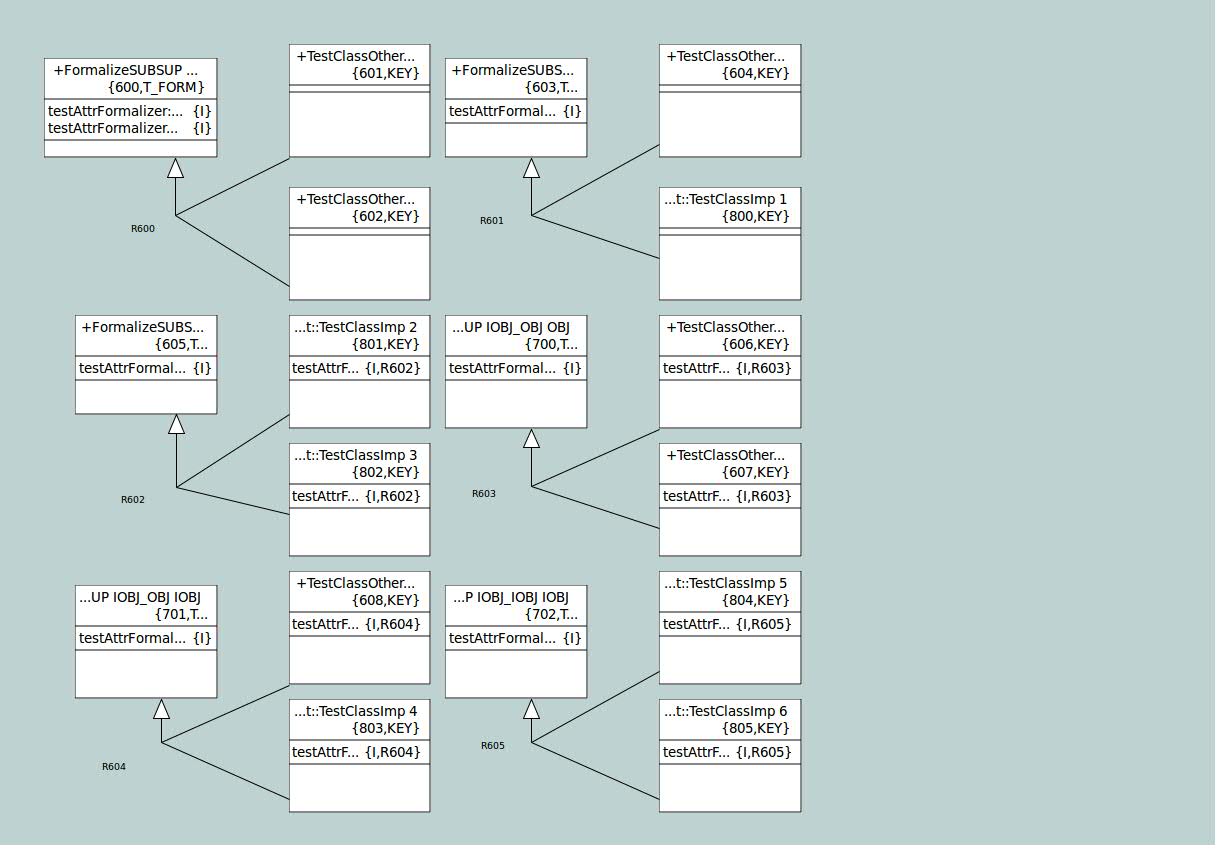 +FormalizeSUBSUP ...
{600,T_FORM}
testAttrFormalizer:... {I}
testAttrFormalizer... {I}
+TestClassOther...
{601,KEY}
+FormalizeSUBS...
{603,T...
testAttrFormal... {I}
+TestClassOther...
{604,KEY}
+TestClassOther...
{602,KEY}
...t::TestClassImp 1
{800,KEY}
R600
R601
+FormalizeSUBS...
{605,T...
testAttrFormal... {I}
...t::TestClassImp 2
{801,KEY}
testAttrF... {I,R602}
...UP IOBJ_OBJ OBJ
{700,T...
testAttrFormal... {I}
+TestClassOther...
{606,KEY}
testAttrF... {I,R603}
...t::TestClassImp 3
{802,KEY}
testAttrF... {I,R602}
+TestClassOther...
{607,KEY}
testAttrF... {I,R603}
R602
R603
...UP IOBJ_OBJ IOBJ
{701,T...
testAttrFormal... {I}
+TestClassOther...
{608,KEY}
testAttrF... {I,R604}
...P IOBJ_IOBJ IOBJ
{702,T...
testAttrFormal... {I}
...t::TestClassImp 5
{804,KEY}
testAttrF... {I,R605}
...t::TestClassImp 4
{803,KEY}
testAttrF... {I,R604}
...t::TestClassImp 6
{805,KEY}
testAttrF... {I,R605}
R604
R605